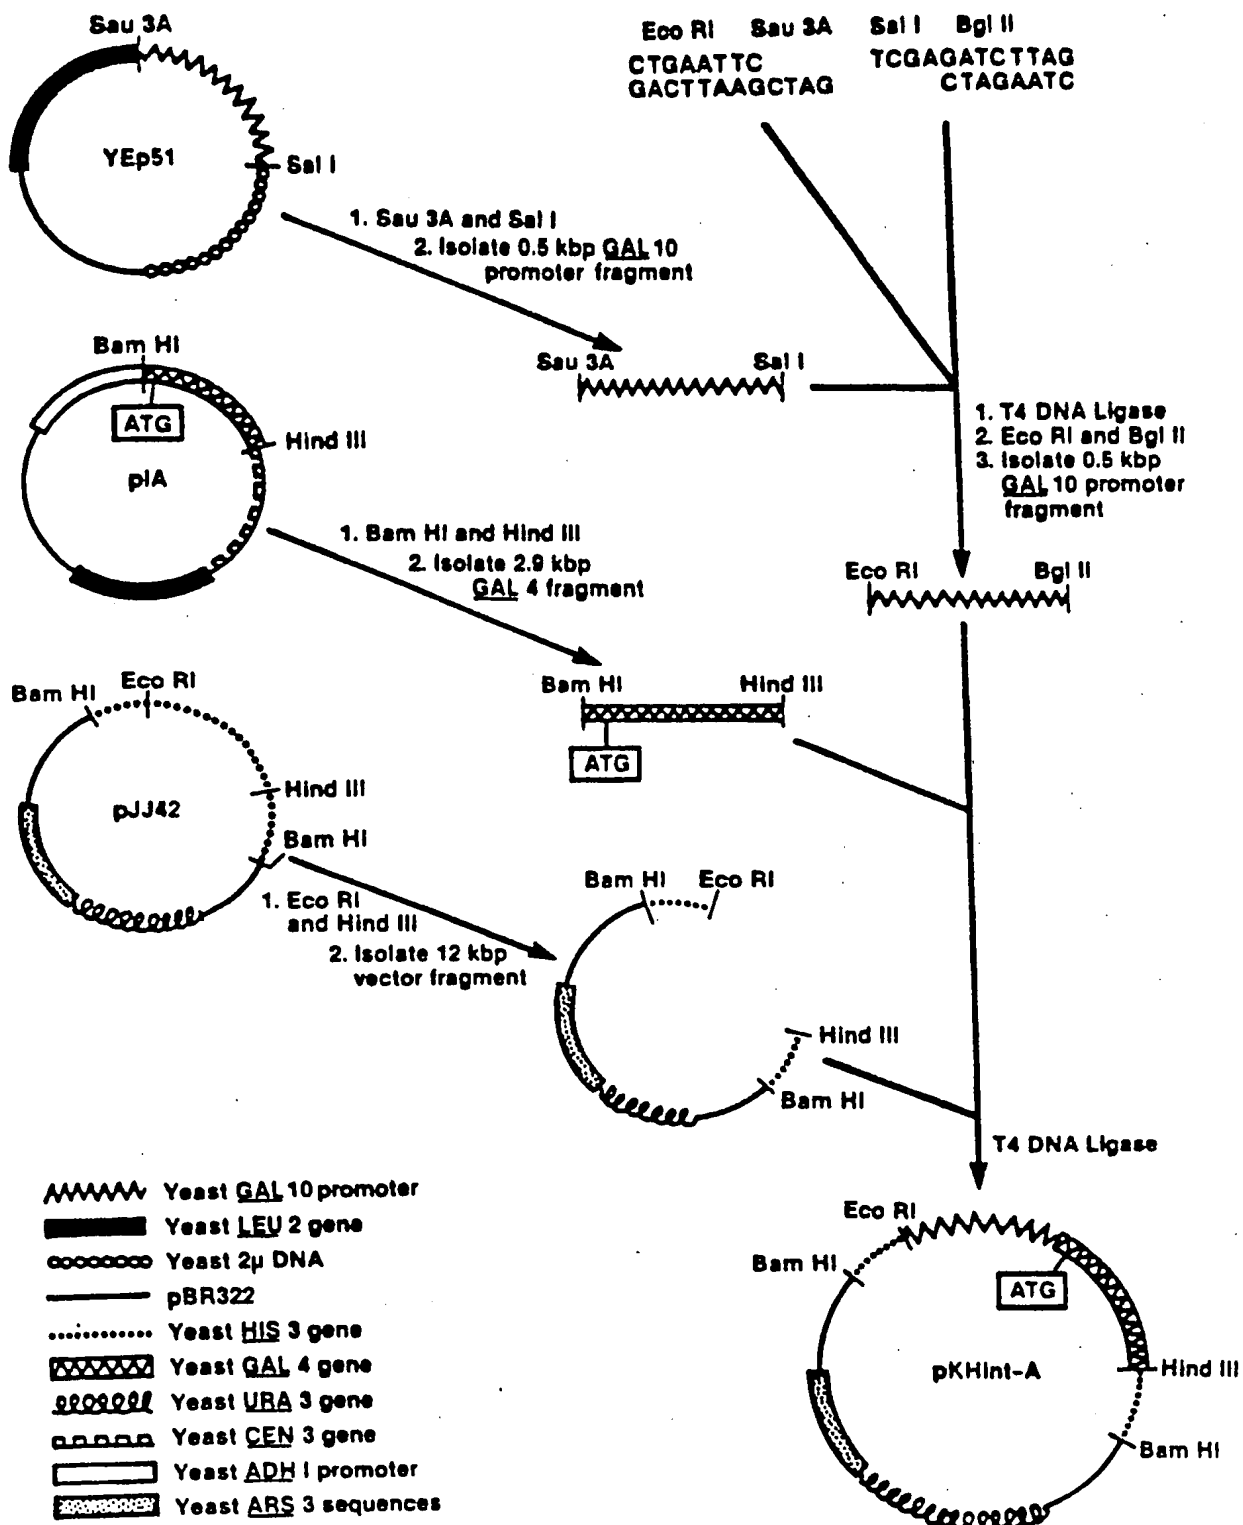 Sau 3A
YEp51
Sal I
Eco RI Sau 3A Sal I Bgl II
CTGAATTC
GACTTAAGCTAG
TCGAGATCTTAG
CTAGAATC
1. Sau 3A and Sal I
2. Isolate 0.5 kbp GAL 10
promoter fragment
Sau 3A Sal I
1. T4 DNA Ligase
2. Eco RI and Bgl II
3. Isolate 0.5 kbp
GAL 10 promoter
fragment
Bam HI
ATG
Hind III
pIA
1. Bam HI and Hind III
2. Isolate 2.9 kbp
GAL 4 fragment
Eco RI Bgl II
Bam HI Hind III
ATG
Bam HI Eco RI
Hind III
pJJ42
Bam HI
1. Eco RI
and Hind III
2. Isolate 12 kbp
vector fragment
Bam HI Eco RI
Hind III
Bam HI
T4 DNA Ligase
Eco RI
Bam HI
ATG
pKHint-A
Hind III
Bam HI
Yeast GAL 10 promoter
Yeast LEU 2 gene
Yeast 2μ DNA
pBR322
Yeast HIS 3 gene
Yeast GAL 4 gene
Yeast URA 3 gene
Yeast CEN 3 gene
Yeast ADH I promoter
Yeast ARS 3 sequences